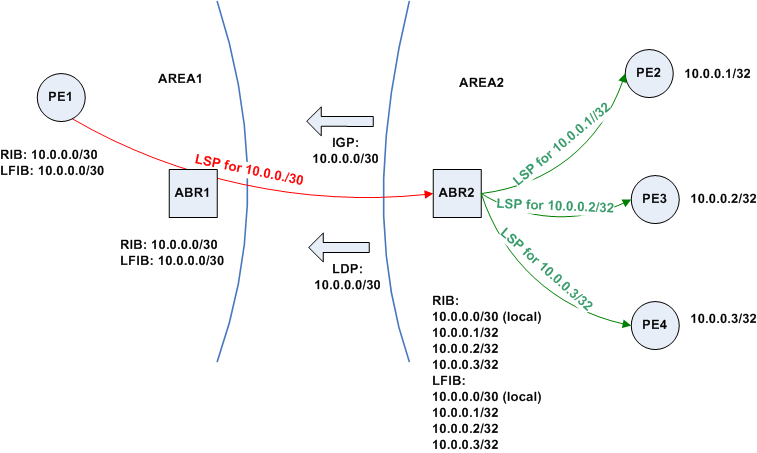 AREA1
AREA2
PE1
PE2
10.0.0.1/32
RIB: 10.0.0.0/30
LFIB: 10.0.0.0/30
IGP:
10.0.0.0/30
LSP for 10.0.0./30
LSP for 10.0.0.1//32
ABR1
ABR2
LSP for 10.0.0.2/32
PE3
10.0.0.2/32
RIB: 10.0.0.0/30
LFIB: 10.0.0.0/30
LDP:
10.0.0.0/30
LSP for 10.0.0.3/32
PE4
10.0.0.3/32
RIB:
10.0.0.0/30 (local)
10.0.0.1/32
10.0.0.2/32
10.0.0.3/32
LFIB:
10.0.0.0/30 (local)
10.0.0.1/32
10.0.0.2/32
10.0.0.3/32